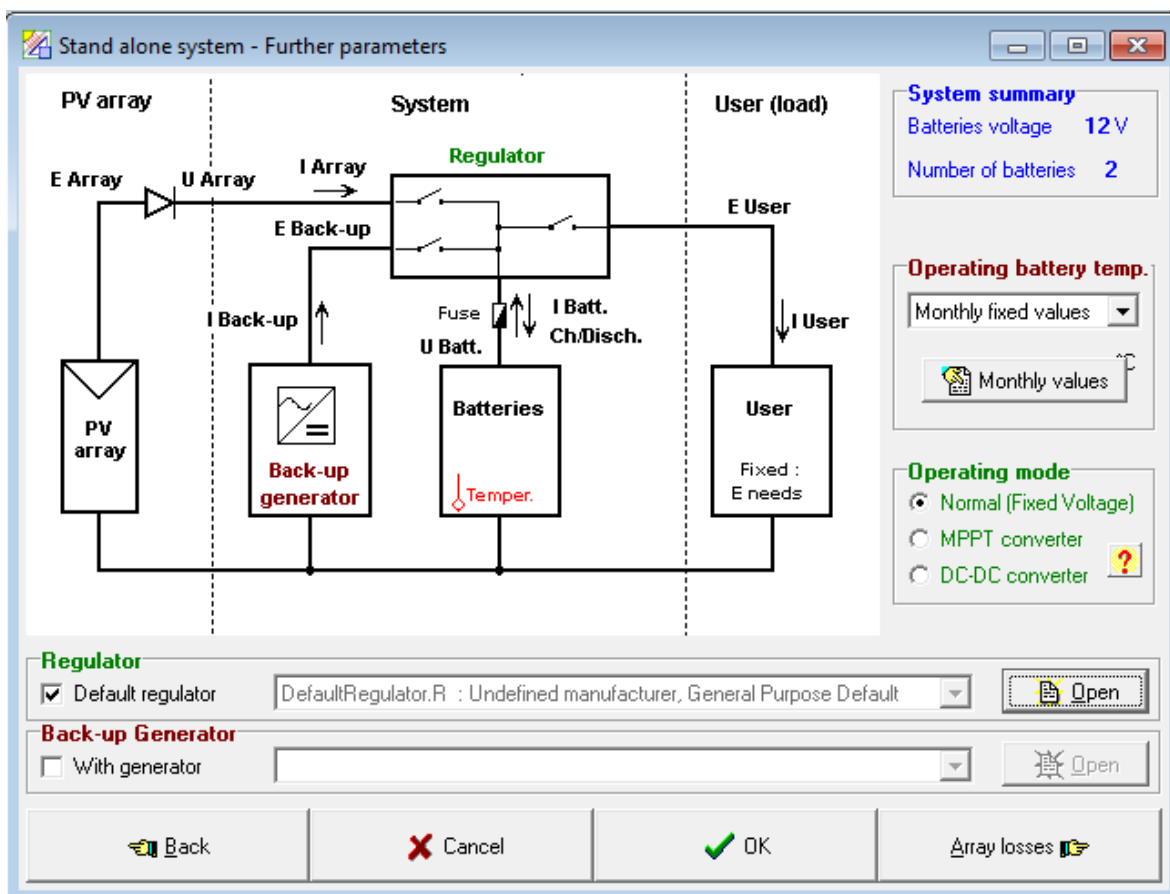 Stand alone system - Further parameters
PV array
System
User (load)
Regulator
I Array
E Array
U Array
E Back-up
E User
I Back-up
Fuse
I Batt.
Ch/Disch.
U Batt.
I User
PV
array
Back-up
generator
Batteries
Temper.
User
Fixed :
E needs
System summary
Batteries voltage 12 V
Number of batteries 2
Operating battery temp.
Monthly fixed values
°C
Monthly values
Operating mode
Normal (Fixed Voltage)
MPPT converter
DC-DC converter
?
Regulator
Default regulator
DefaultRegulator.R : Undefined manufacturer, General Purpose Default
Open
Back-up Generator
With generator
Open
Back
Cancel
OK
Array losses